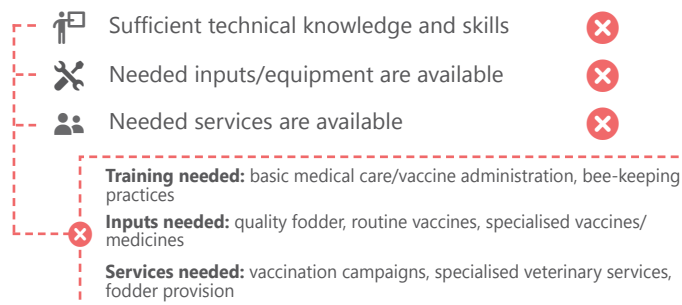 Sufficient technical knowledge and skills
Needed inputs/equipment are available
Needed services are available
Training needed: basic medical care/vaccine administration, bee-keeping
practices
Inputs needed: quality fodder, routine vaccines, specialised vaccines/
medicines
Services needed: vaccination campaigns, specialised veterinary services,
fodder provision